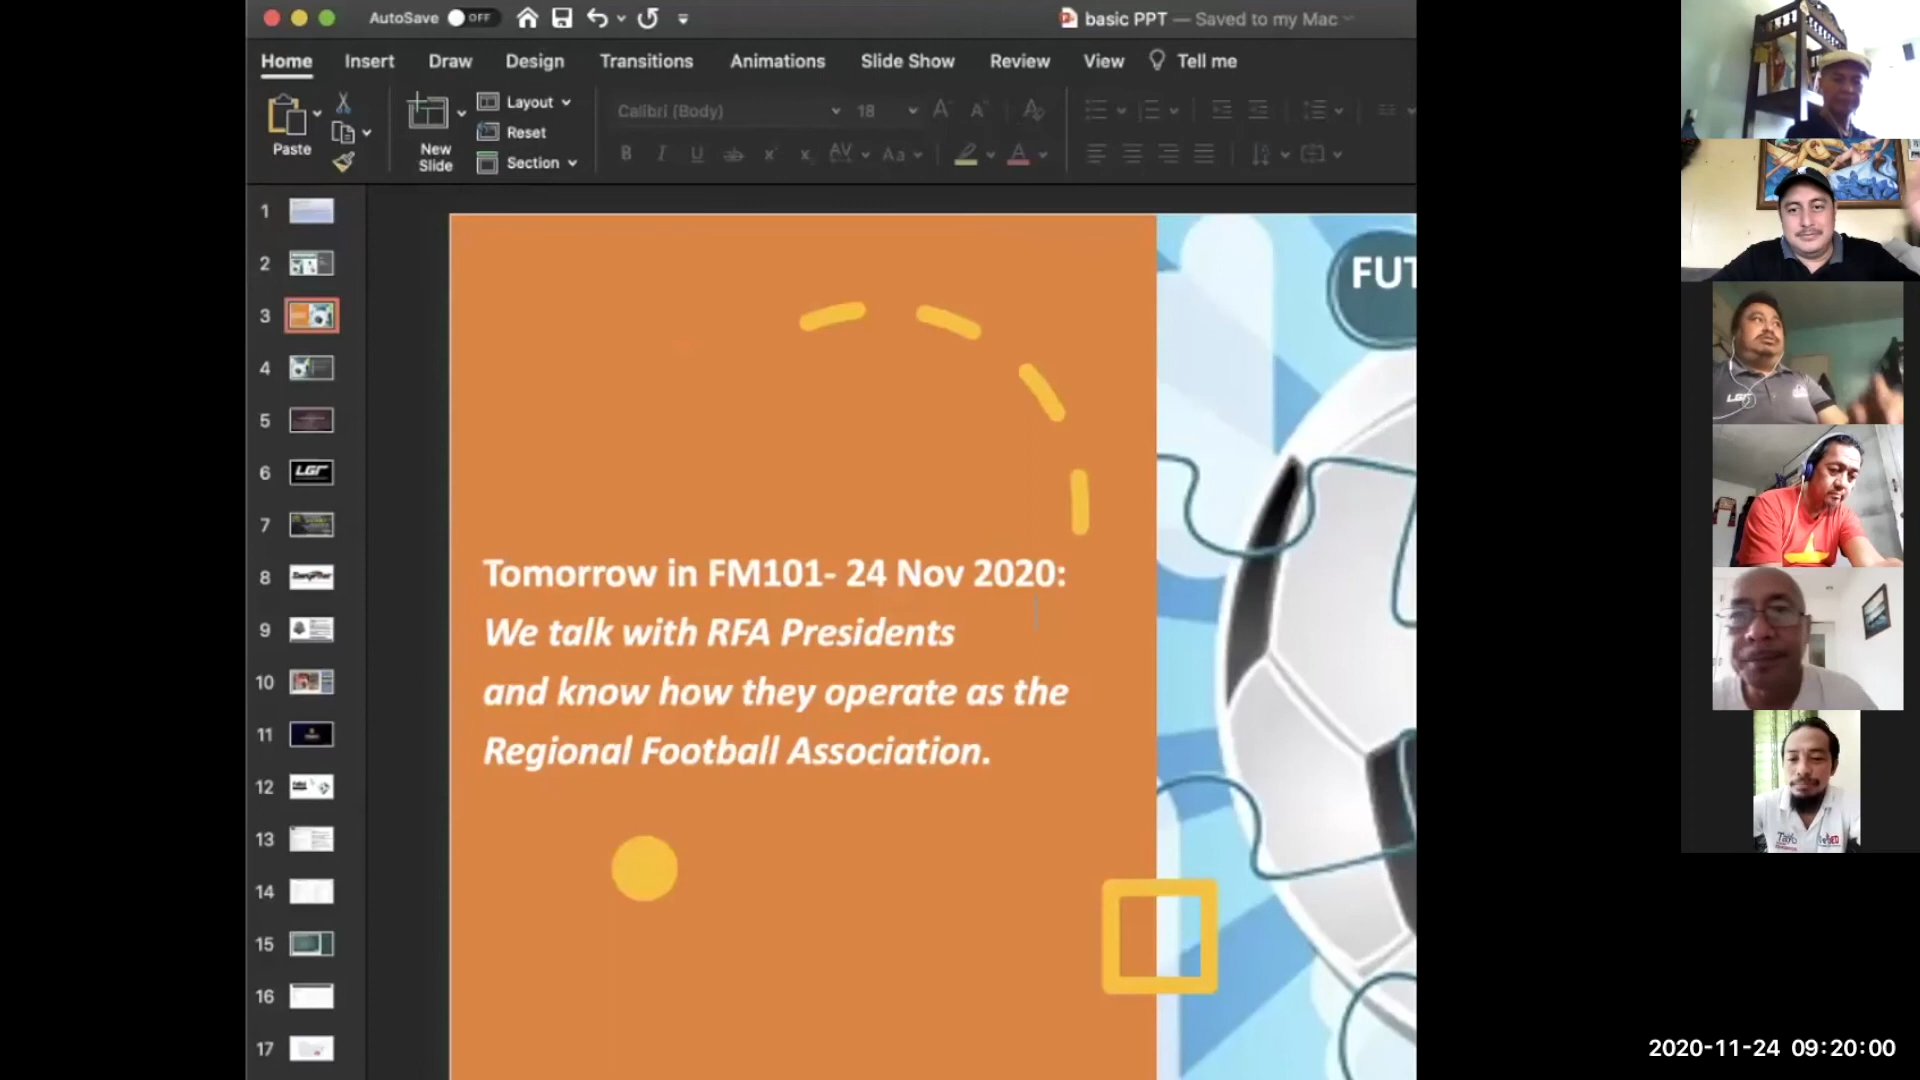 AutoSave OFF
basic PPT — Saved to my Mac
Home Insert Draw Design Transitions Animations Slide Show Review View Tell me
Paste
New
Slide
Layout
Reset
Section
Calibri (Body) 18
1
2
3
4
5
6
7
8
9
10
11
12
13
14
15
16
17
LGR
FUT
Tomorrow in FM101- 24 Nov 2020:
We talk with RFA Presidents
and know how they operate as the
Regional Football Association.
LGR
2020-11-24 09:20:00